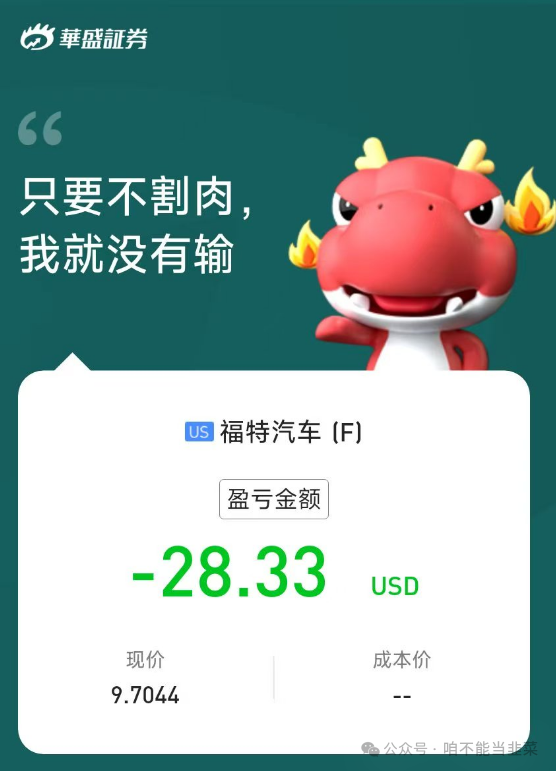 華盛証券
“
只要不割肉，
我就没有输
US 福特汽车 (F)
盈亏金额
-28.33 USD
现价
9.7044
成本价
--
公众号 · 咱不能当韭菜